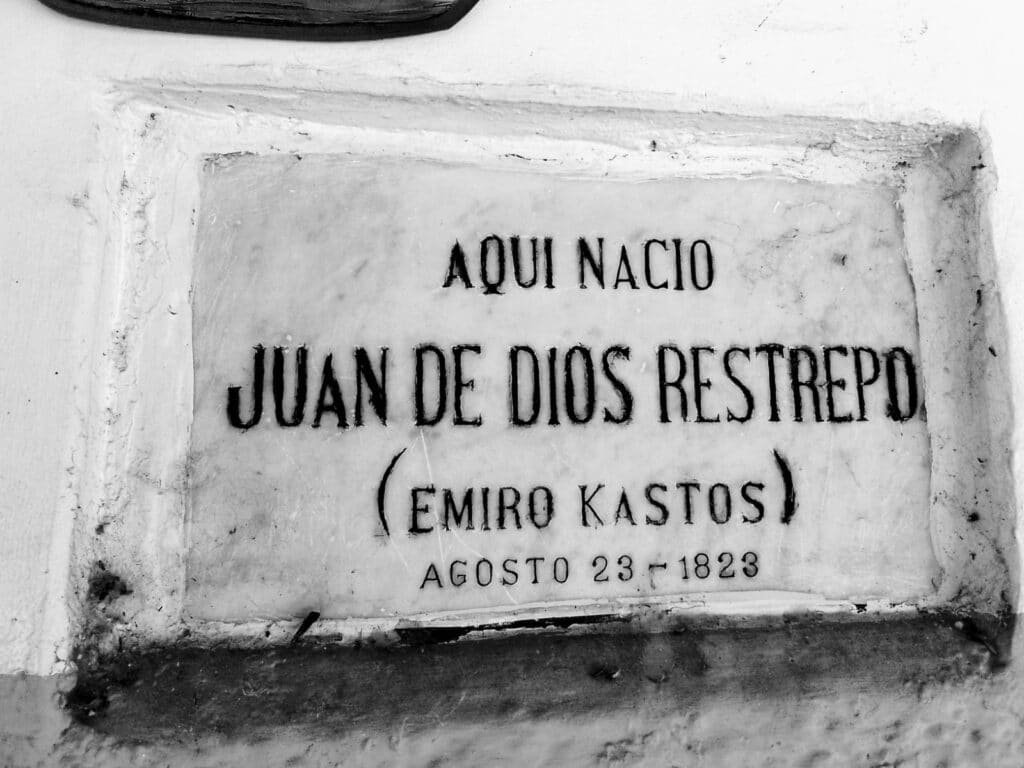 AQUI NACIO
JUAN DE DIOS RESTREPO
(EMIRO KASTOS)
AGOSTO 23-1823